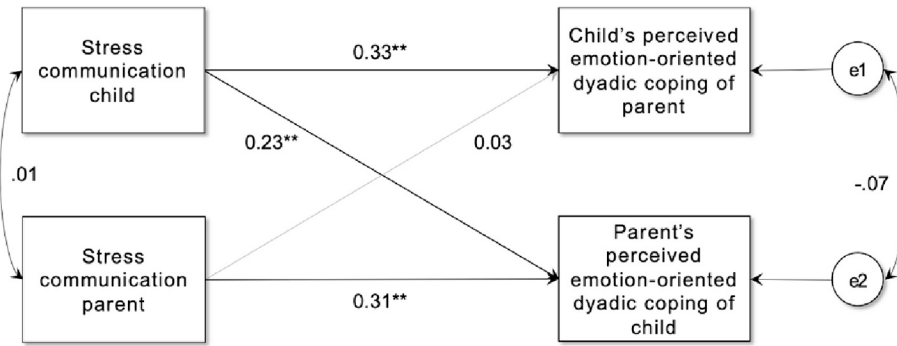 Stress
communication
child
0.33**
Child's perceived
emotion-oriented
dyadic coping of
parent
e1
0.23**
0.03
.01
-.07
Stress
communication
parent
0.31**
Parent's
perceived
emotion-oriented
dyadic coping of
child
e2